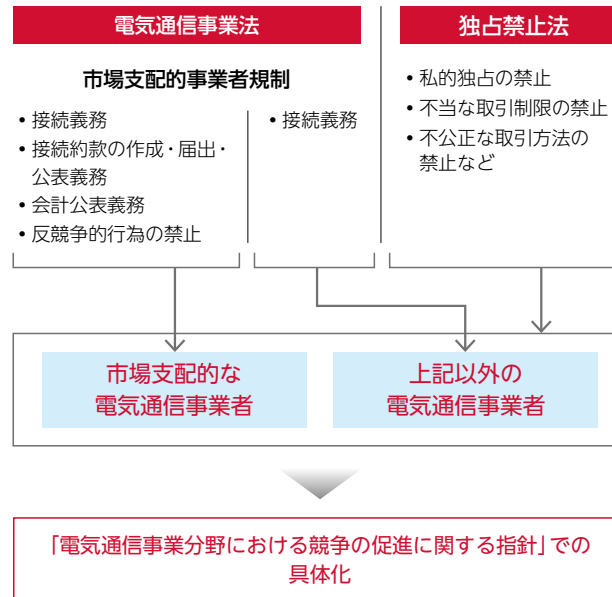 電気通信事業法
市場支配的事業者規制
• 接続義務
• 接続約款の作成・届出・
公表義務
• 会計公表義務
• 反競争的行為の禁止
• 接続義務
独占禁止法
• 私的独占の禁止
• 不当な取引制限の禁止
• 不公正な取引方法の
禁止など
市場支配的な
電気通信事業者
上記以外の
電気通信事業者
「電気通信事業分野における競争の促進に関する指針」での
具体化